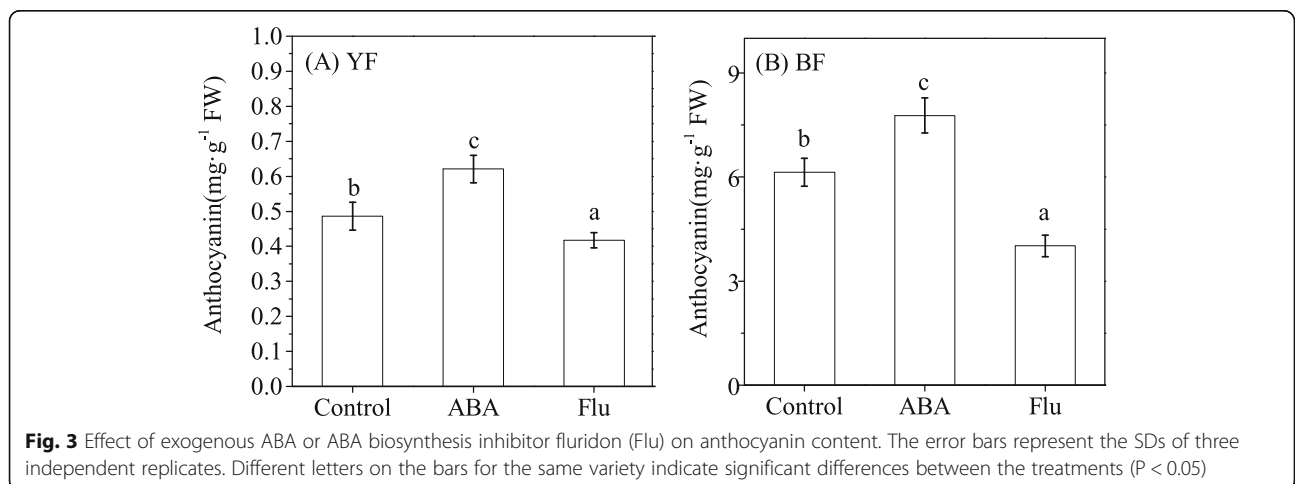 (A) YF
Anthocyanin(mg·g⁻¹ FW)
1.0
0.9
0.8
0.7
0.6
0.5
0.4
0.3
0.2
0.1
0.0
b
c
a
Control ABA Flu
(B) BF
Anthocyanin(mg·g⁻¹ FW)
9
6
3
0
b
c
a
Control ABA Flu
Fig. 3 Effect of exogenous ABA or ABA biosynthesis inhibitor fluridon (Flu) on anthocyanin content. The error bars represent the SDs of three
independent replicates. Different letters on the bars for the same variety indicate significant differences between the treatments (P < 0.05)